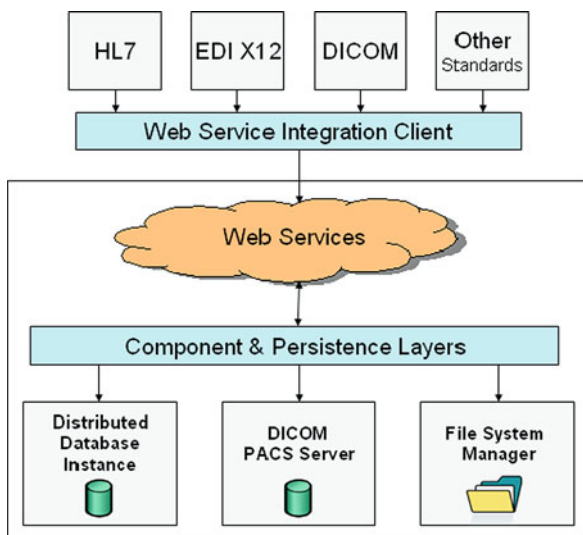 HL7
EDI X12
DICOM
Other
Standards
Web Service Integration Client
Web Services
Component & Persistence Layers
Distributed
Database
Instance
DICOM
PACS Server
File System
Manager